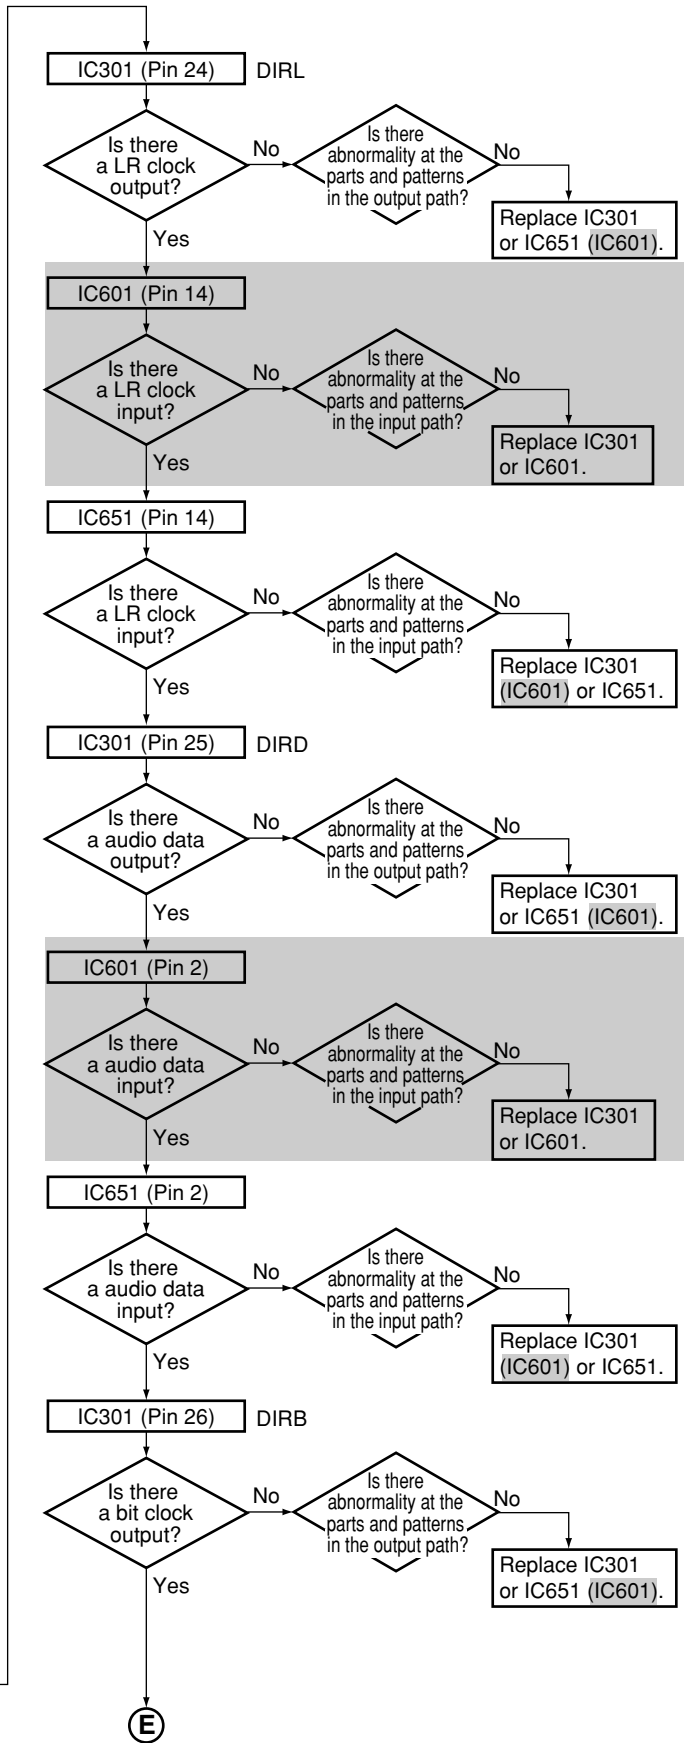 IC301 (Pin 24)
DIRL
Is there
a LR clock
output?
No
Is there
abnormality at the
parts and patterns
in the output path?
No
Replace IC301
or IC651 (IC601).
Yes
IC601 (Pin 14)
Is there
a LR clock
input?
No
Is there
abnormality at the
parts and patterns
in the input path?
No
Replace IC301
or IC601.
Yes
IC651 (Pin 14)
Is there
a LR clock
input?
No
Is there
abnormality at the
parts and patterns
in the input path?
No
Replace IC301
(IC601) or IC651.
Yes
IC301 (Pin 25)
DIRD
Is there
a audio data
output?
No
Is there
abnormality at the
parts and patterns
in the output path?
No
Replace IC301
or IC651 (IC601).
Yes
IC601 (Pin 2)
Is there
a audio data
input?
No
Is there
abnormality at the
parts and patterns
in the input path?
No
Replace IC301
or IC601.
Yes
IC651 (Pin 2)
Is there
a audio data
input?
No
Is there
abnormality at the
parts and patterns
in the input path?
No
Replace IC301
(IC601) or IC651.
Yes
IC301 (Pin 26)
DIRB
Is there
a bit clock
output?
No
Is there
abnormality at the
parts and patterns
in the output path?
No
Replace IC301
or IC651 (IC601).
Yes
E